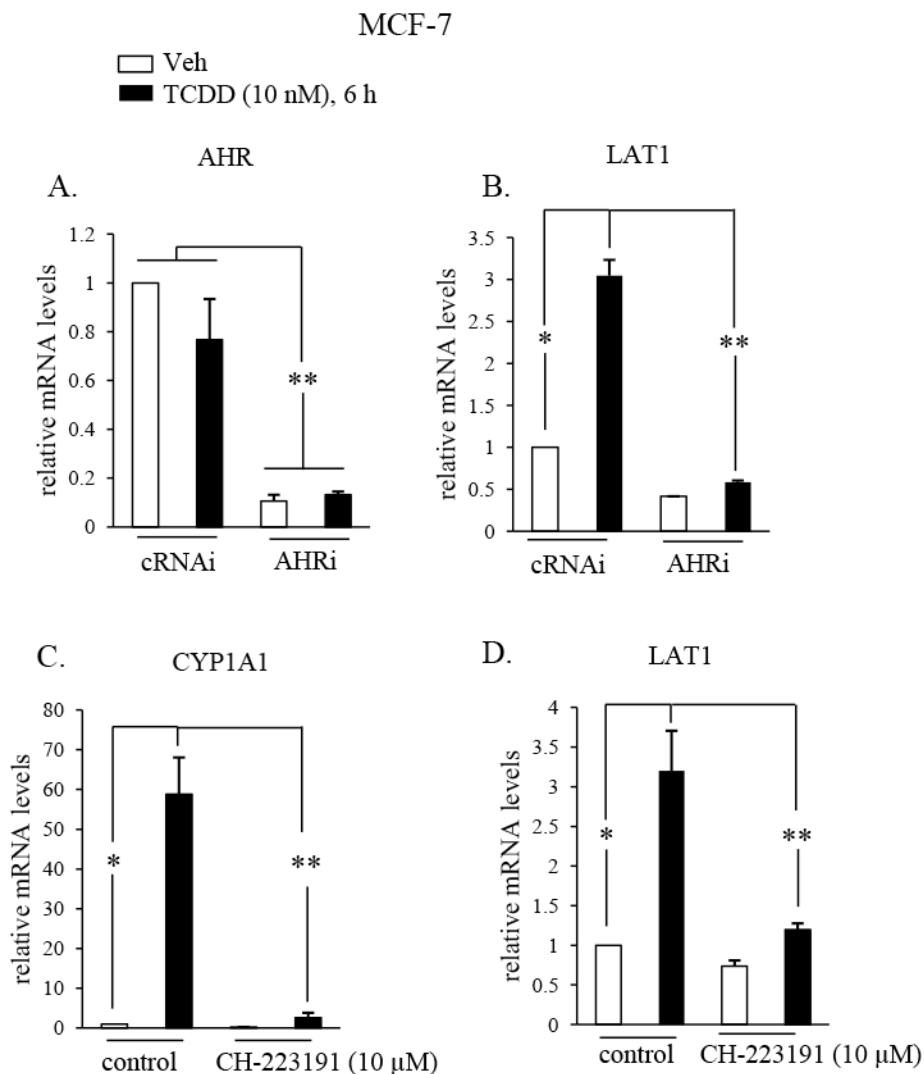 MCF-7
Veh
TCDD (10 nM), 6 h
A.
AHR
relative mRNA levels
1.2
1
0.8
0.6
0.4
0.2
0
**
cRNAi
AHRi
B.
LAT1
relative mRNA levels
3.5
3
2.5
2
1.5
1
0.5
0
*
**
cRNAi
AHRi
C.
CYP1A1
relative mRNA levels
80
70
60
50
40
30
20
10
0
*
**
control
CH-223191 (10 μM)
D.
LAT1
relative mRNA levels
4
3.5
3
2.5
2
1.5
1
0.5
0
*
**
control
CH-223191 (10 μM)